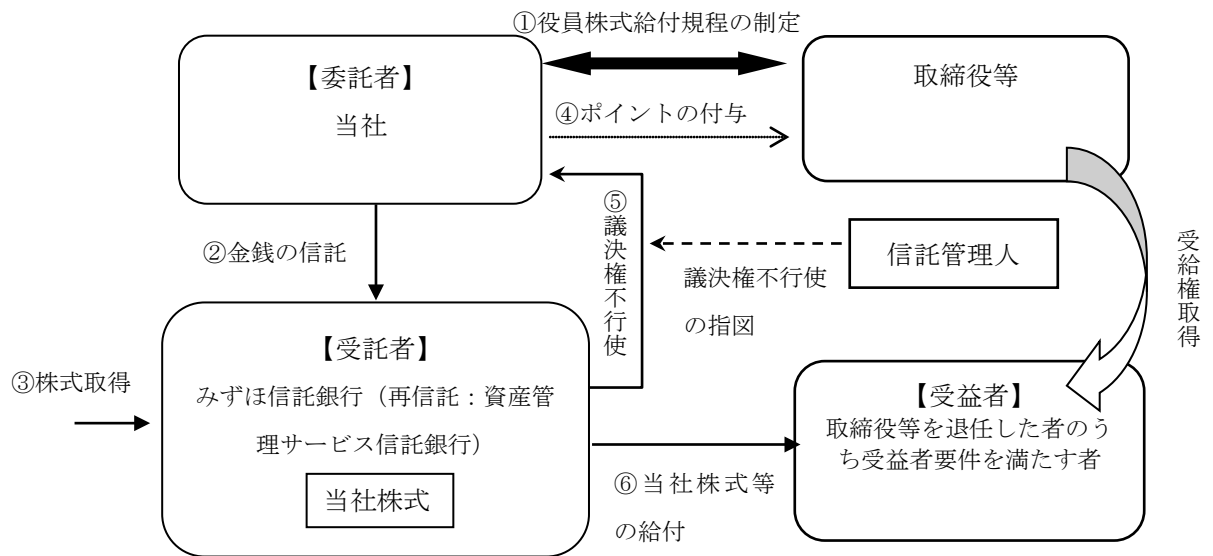 ①役員株式給付規程の制定
【委託者】
当社
取締役等
④ポイントの付与
②金銭の信託
⑤議決権不行使
議決権不行使
の指図
信託管理人
受給権取得
③株式取得
【受託者】
みずほ信託銀行（再信託：資産管
理サービス信託銀行）
当社株式
⑥当社株式等
の給付
【受益者】
取締役等を退任した者のう
ち受益者要件を満たす者